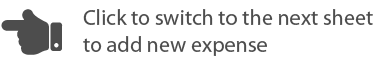 Click to switch to the next sheet
to add new expense